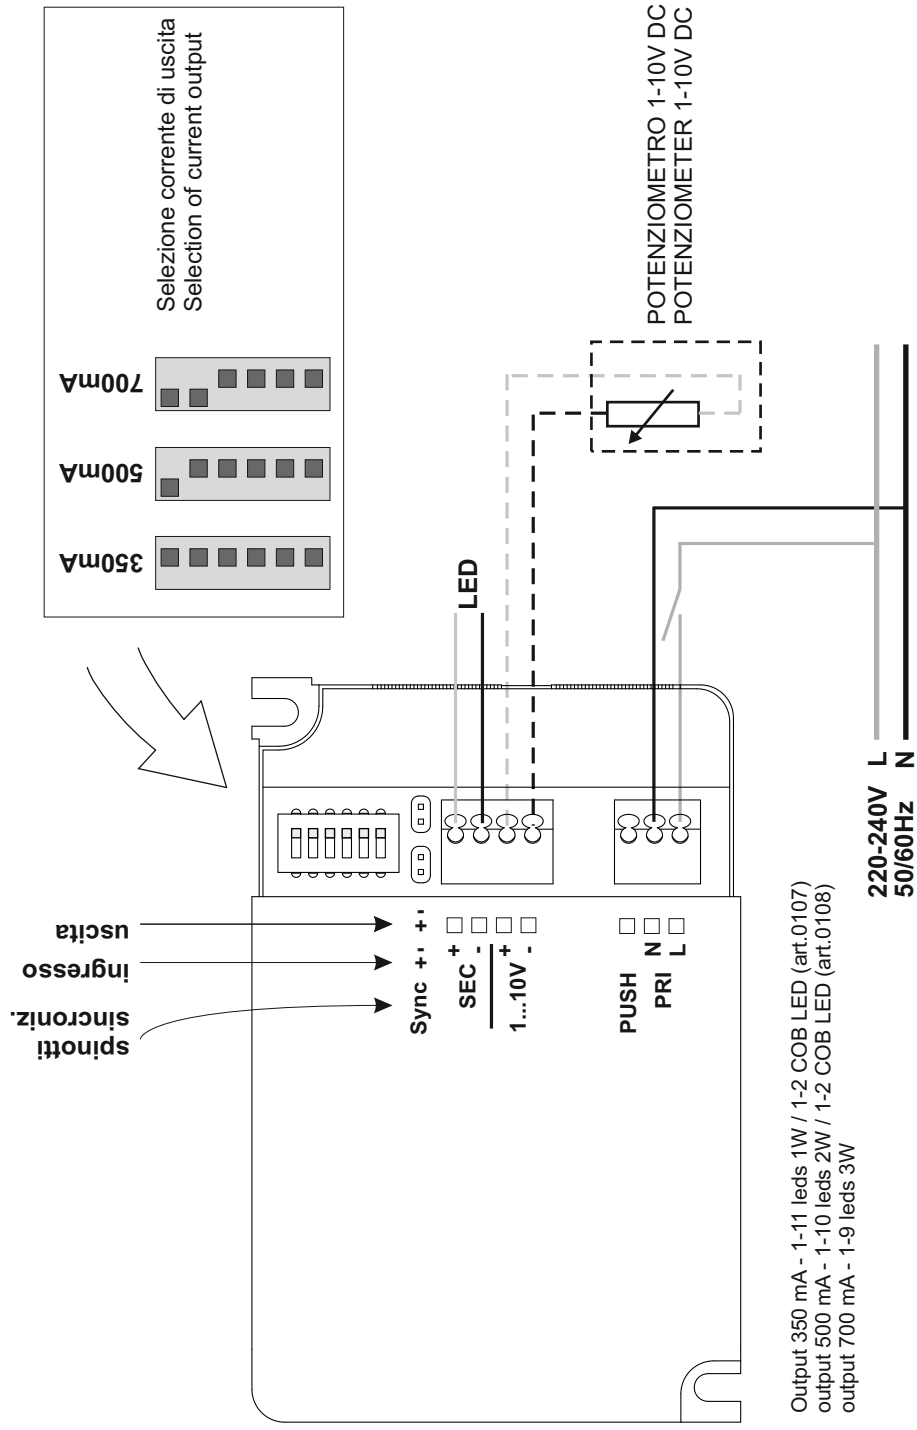 Selezione corrente di uscita
Selection of current output
350mA
500mA
700mA
spinotti
sincroniz.
ingresso
uscita
Sync + - + -
SEC +
-
1...10V +
-
PUSH
PRI N
L
LED
POTENZIOMETRO 1-10V DC
POTENZIOMETER 1-10V DC
220-240V L
50/60Hz N
Output 350 mA - 1-11 leds 1W / 1-2 COB LED (art.0107)
output 500 mA - 1-10 leds 2W / 1-2 COB LED (art.0108)
output 700 mA - 1-9 leds 3W